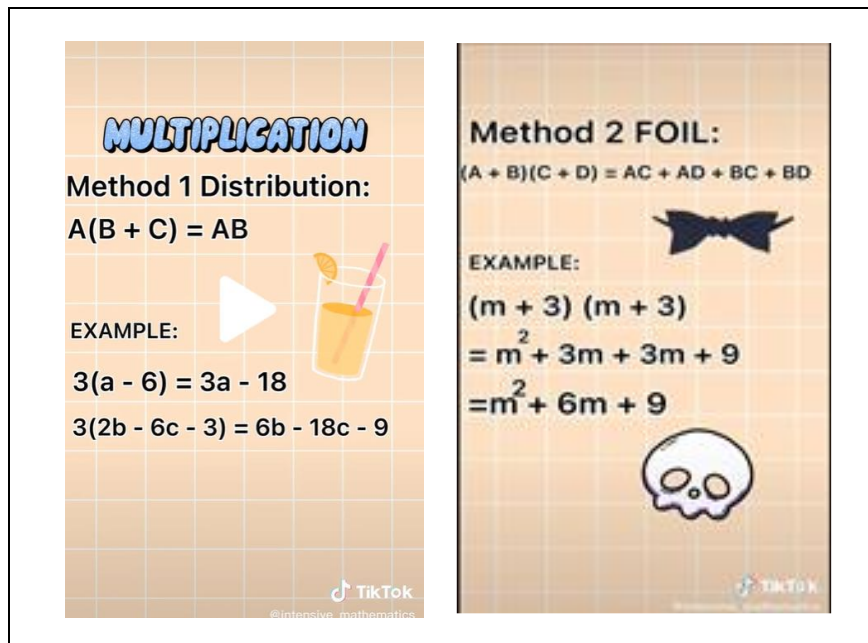 MULTIPLICATION
Method 1 Distribution:
A(B + C) = AB
EXAMPLE:
3(a - 6) = 3a - 18
3(2b - 6c - 3) = 6b - 18c - 9
TikTok
@intensive_mathematics
Method 2 FOIL:
(A + B)(C + D) = AC + AD + BC + BD
EXAMPLE:
(m + 3) (m + 3)
= m² + 3m + 3m + 9
=m²+ 6m + 9
TikTok